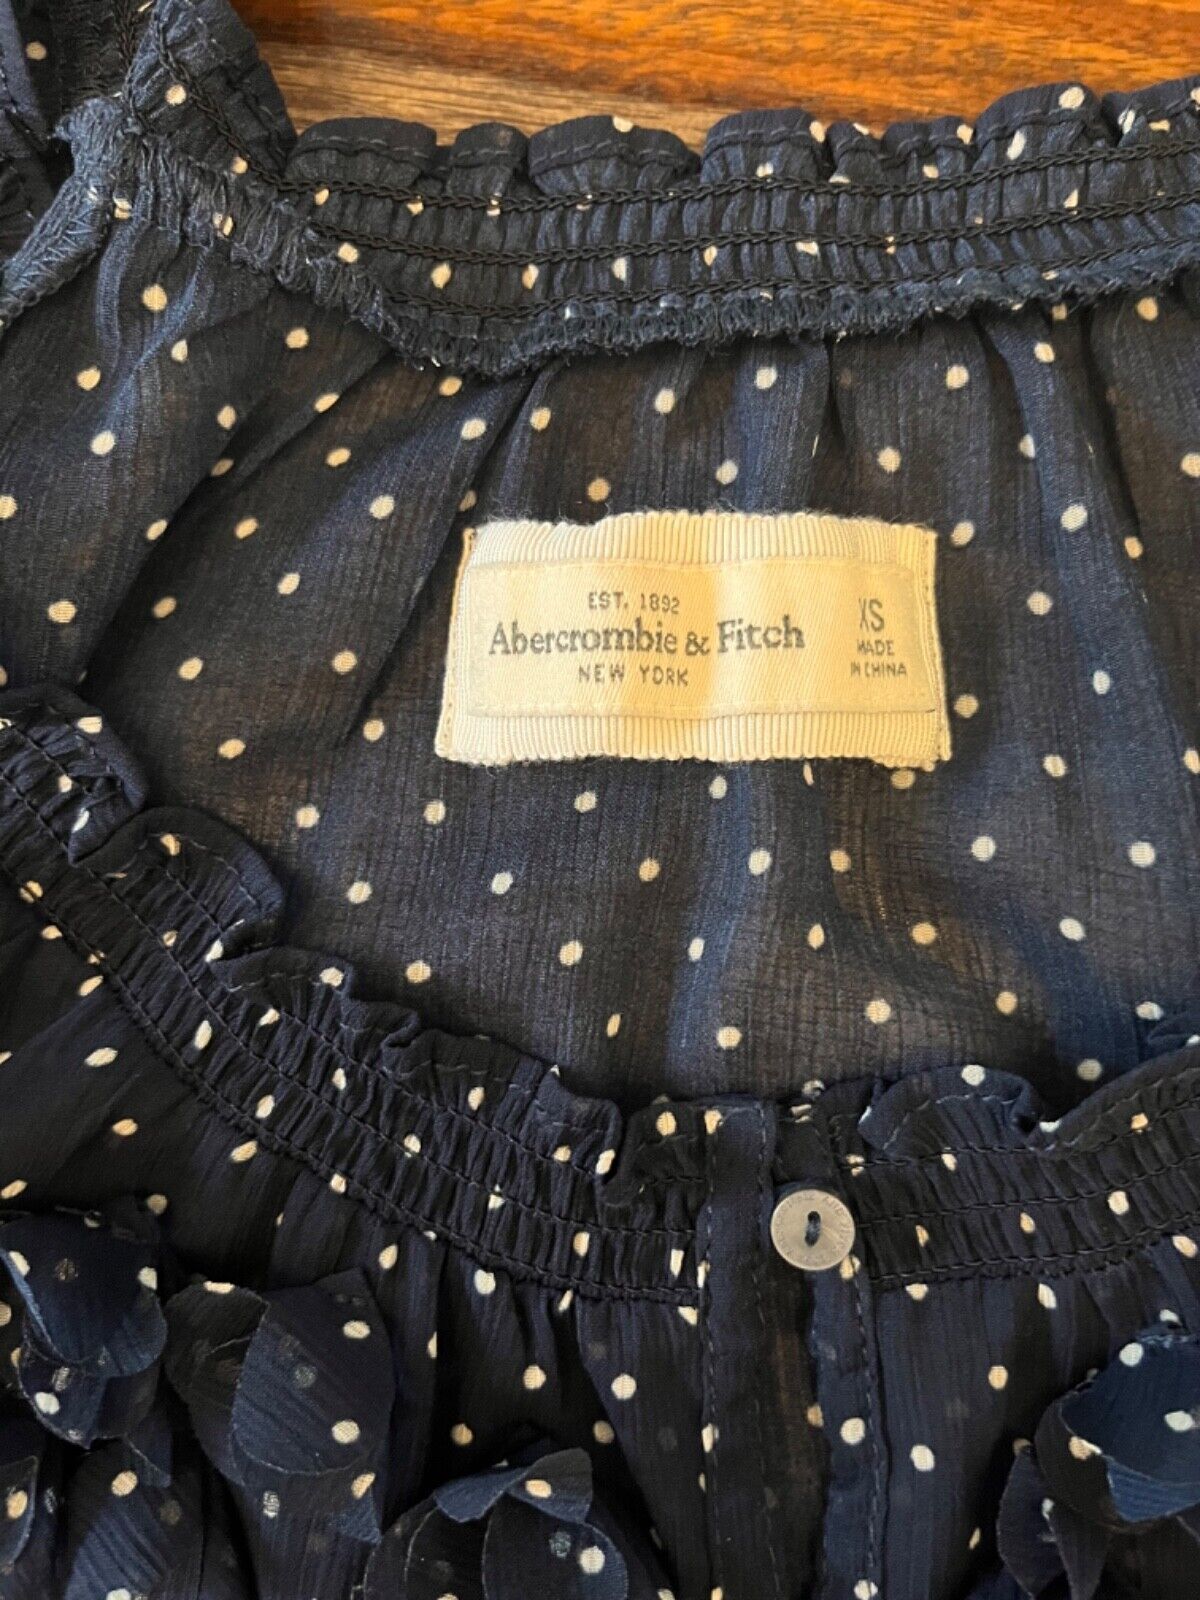 EST. 1892
Abercrombie & Fitch
NEW YORK
XS
MADE
IN CHINA